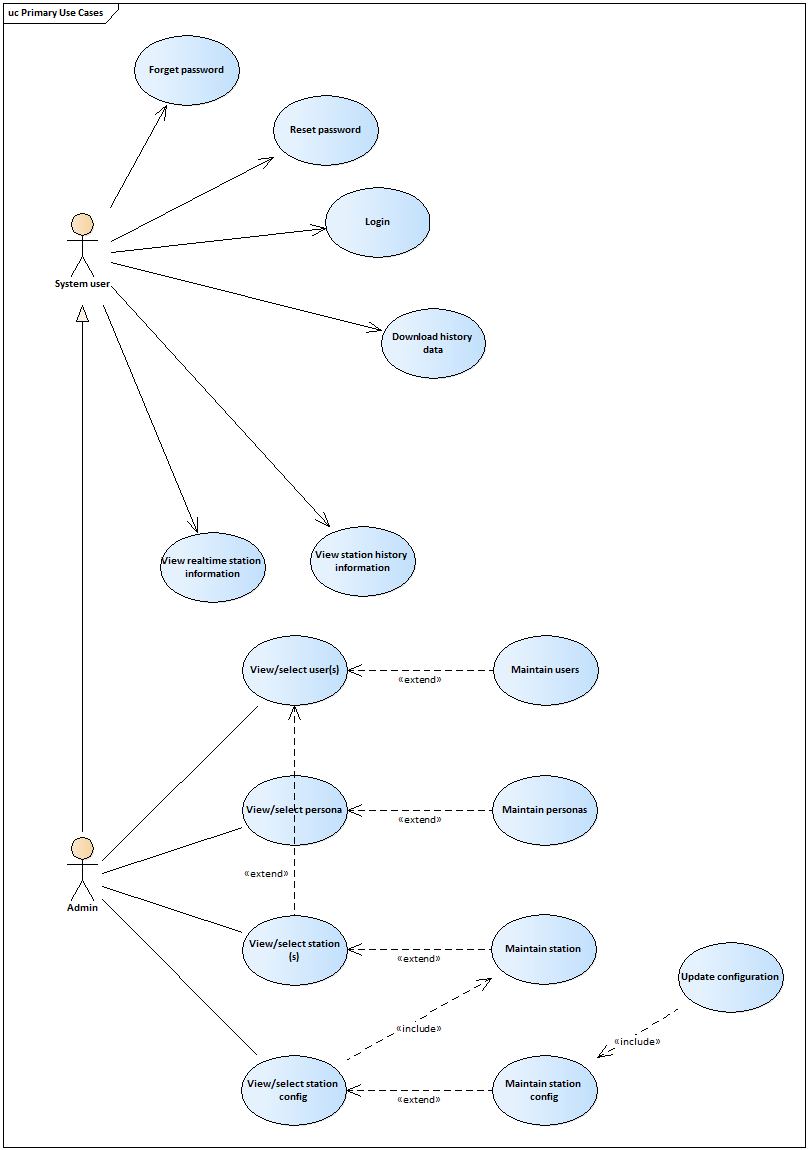 uc Primary Use Cases
Forget password
Reset password
Login
System user
Download history
data
View realtime station
information
View station history
information
View/select user(s)
«extend»
Maintain users
View/select persona
«extend»
Maintain personas
«extend»
Admin
View/select station
(s)
«extend»
Maintain station
Update configuration
«include»
«include»
View/select station
config
«extend»
Maintain station
config